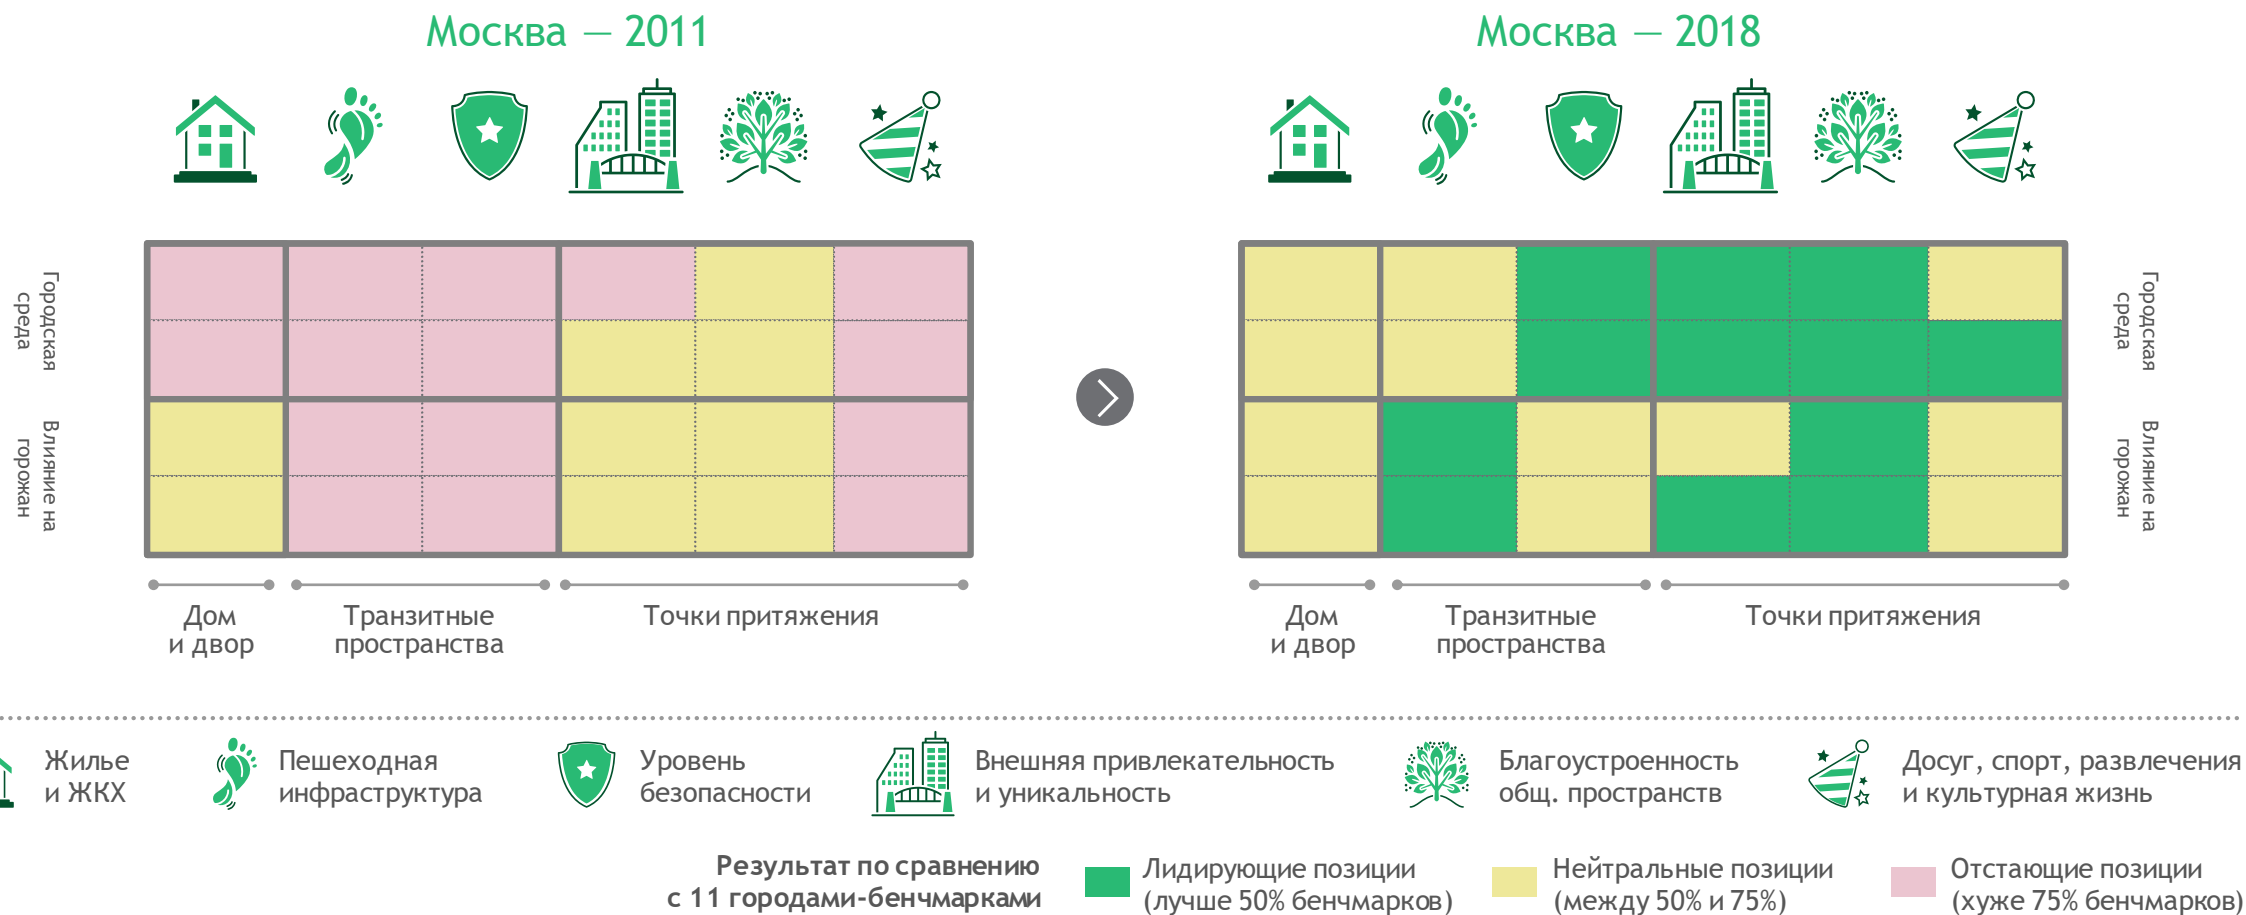 Москва — 2011
Москва — 2018
Городская
среда
Влияние на
горожан
Городская
среда
Влияние на
горожан
Дом
и двор
Транзитные
пространства
Точки притяжения
Дом
и двор
Транзитные
пространства
Точки притяжения
Жилье
и ЖКХ
Пешеходная
инфраструктура
Уровень
безопасности
Внешняя привлекательность
и уникальность
Благоустроенность
общ. пространств
Досуг, спорт, развлечения
и культурная жизнь
Результат по сравнению
с 11 городами-бенчмарками
Лидирующие позиции
(лучше 50% бенчмарков)
Нейтральные позиции
(между 50% и 75%)
Отстающие позиции
(хуже 75% бенчмарков)